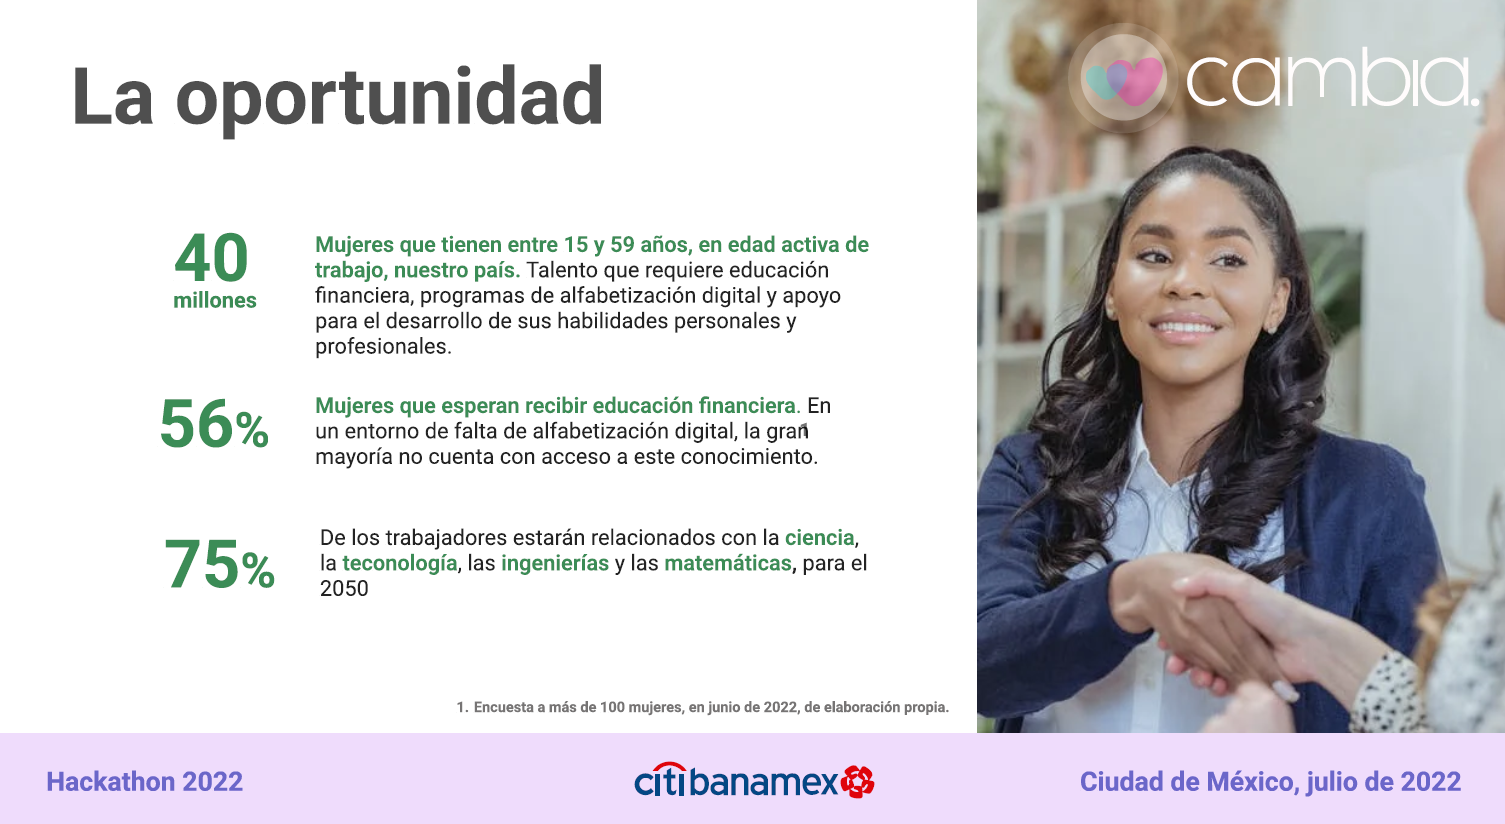 La oportunidad
cambia.
40
millones
Mujeres que tienen entre 15 y 59 años, en edad activa de
trabajo, nuestro país. Talento que requiere educación
financiera, programas de alfabetización digital y apoyo
para el desarrollo de sus habilidades personales y
profesionales.
56%
Mujeres que esperan recibir educación financiera. En
un entorno de falta de alfabetización digital, la gran
1
mayoría no cuenta con acceso a este conocimiento.
75%
De los trabajadores estarán relacionados con la ciencia,
la teconología, las ingenierías y las matemáticas, para el
2050
1. Encuesta a más de 100 mujeres, en junio de 2022, de elaboración propia.
Hackathon 2022
citibanamex
Ciudad de México, julio de 2022